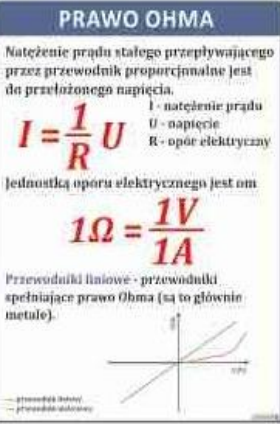 PRAWO OHMA
Natężenie prądu stałego przepływającego
przez przewodnik proporcjonalne jest
do przełożonego napięcia.
I = 1/R U
I - natężenie prądu
U - napięcie
R - opór elektryczny
Jednostką oporu elektrycznego jest om
1Ω = 1V/1A
Przewodniki liniowe - przewodniki
spełniające prawo Ohma (są to głównie
metale).